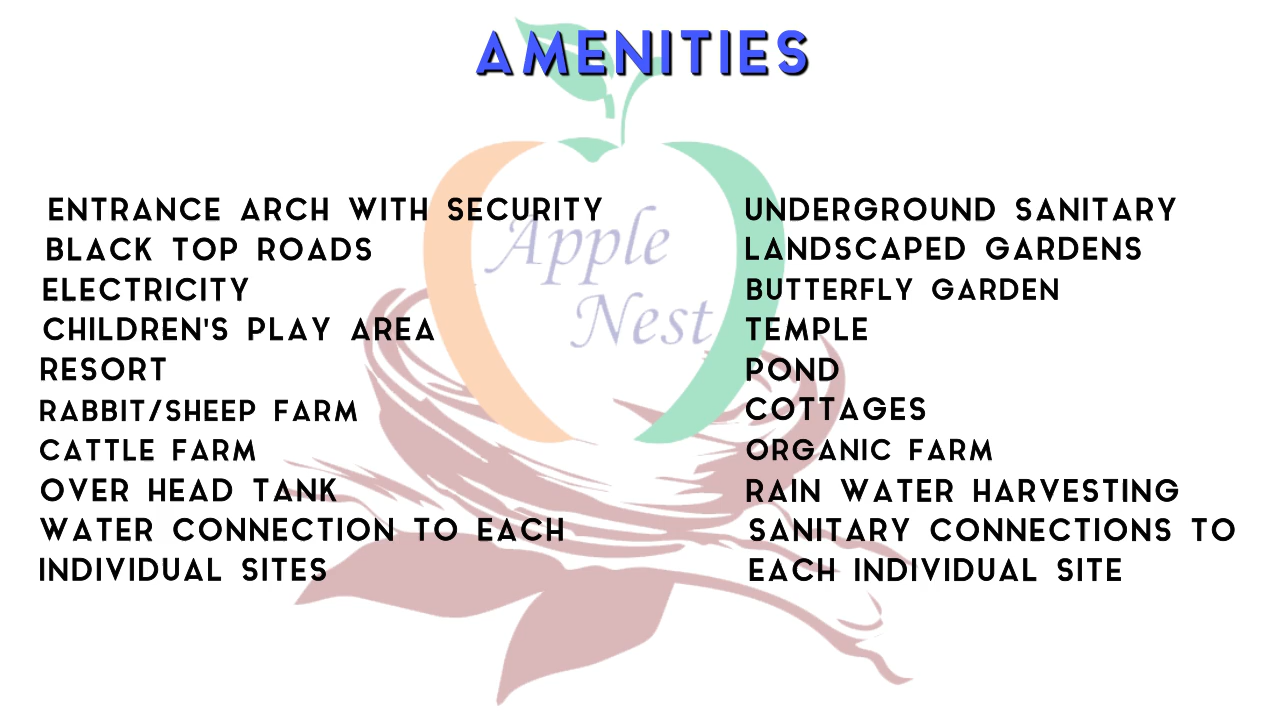 AMENITIES
ENTRANCE ARCH WITH SECURITY
BLACK TOP ROADS
ELECTRICITY
CHILDREN'S PLAY AREA
RESORT
RABBIT/SHEEP FARM
CATTLE FARM
OVER HEAD TANK
WATER CONNECTION TO EACH
INDIVIDUAL SITES
UNDERGROUND SANITARY
LANDSCAPED GARDENS
BUTTERFLY GARDEN
TEMPLE
POND
COTTAGES
ORGANIC FARM
RAIN WATER HARVESTING
SANITARY CONNECTIONS TO
EACH INDIVIDUAL SITE
Apple
Nest